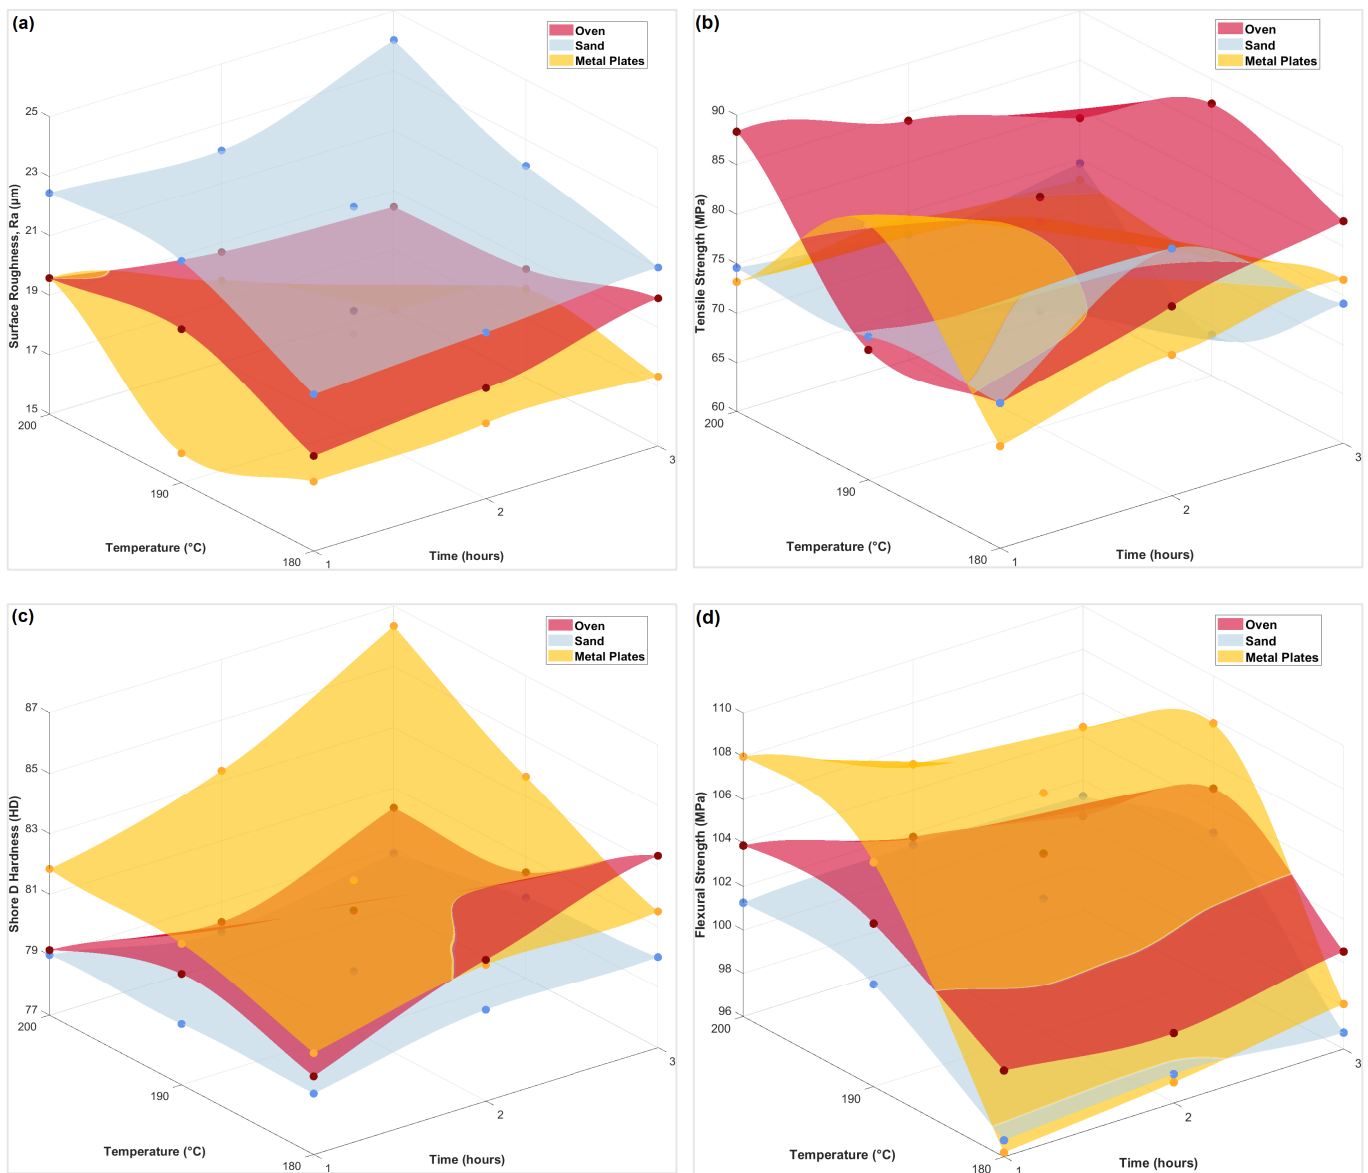 (a)
Oven
Sand
Metal Plates
25
23
21
19
17
15
200
190
180
1
2
3
Surface Roughness, Ra (μm)
Temperature (°C)
Time (hours)
(b)
Oven
Sand
Metal Plates
90
85
80
75
70
65
60
200
190
180
1
2
3
Tensile Strength (MPa)
Temperature (°C)
Time (hours)
(c)
Oven
Sand
Metal Plates
87
85
83
81
79
77
200
190
180
1
2
3
Shore D Hardness (HD)
Temperature (°C)
Time (hours)
(d)
Oven
Sand
Metal Plates
110
108
106
104
102
100
98
96
200
190
180
1
2
3
Flexural Strength (MPa)
Temperature (°C)
Time (hours)